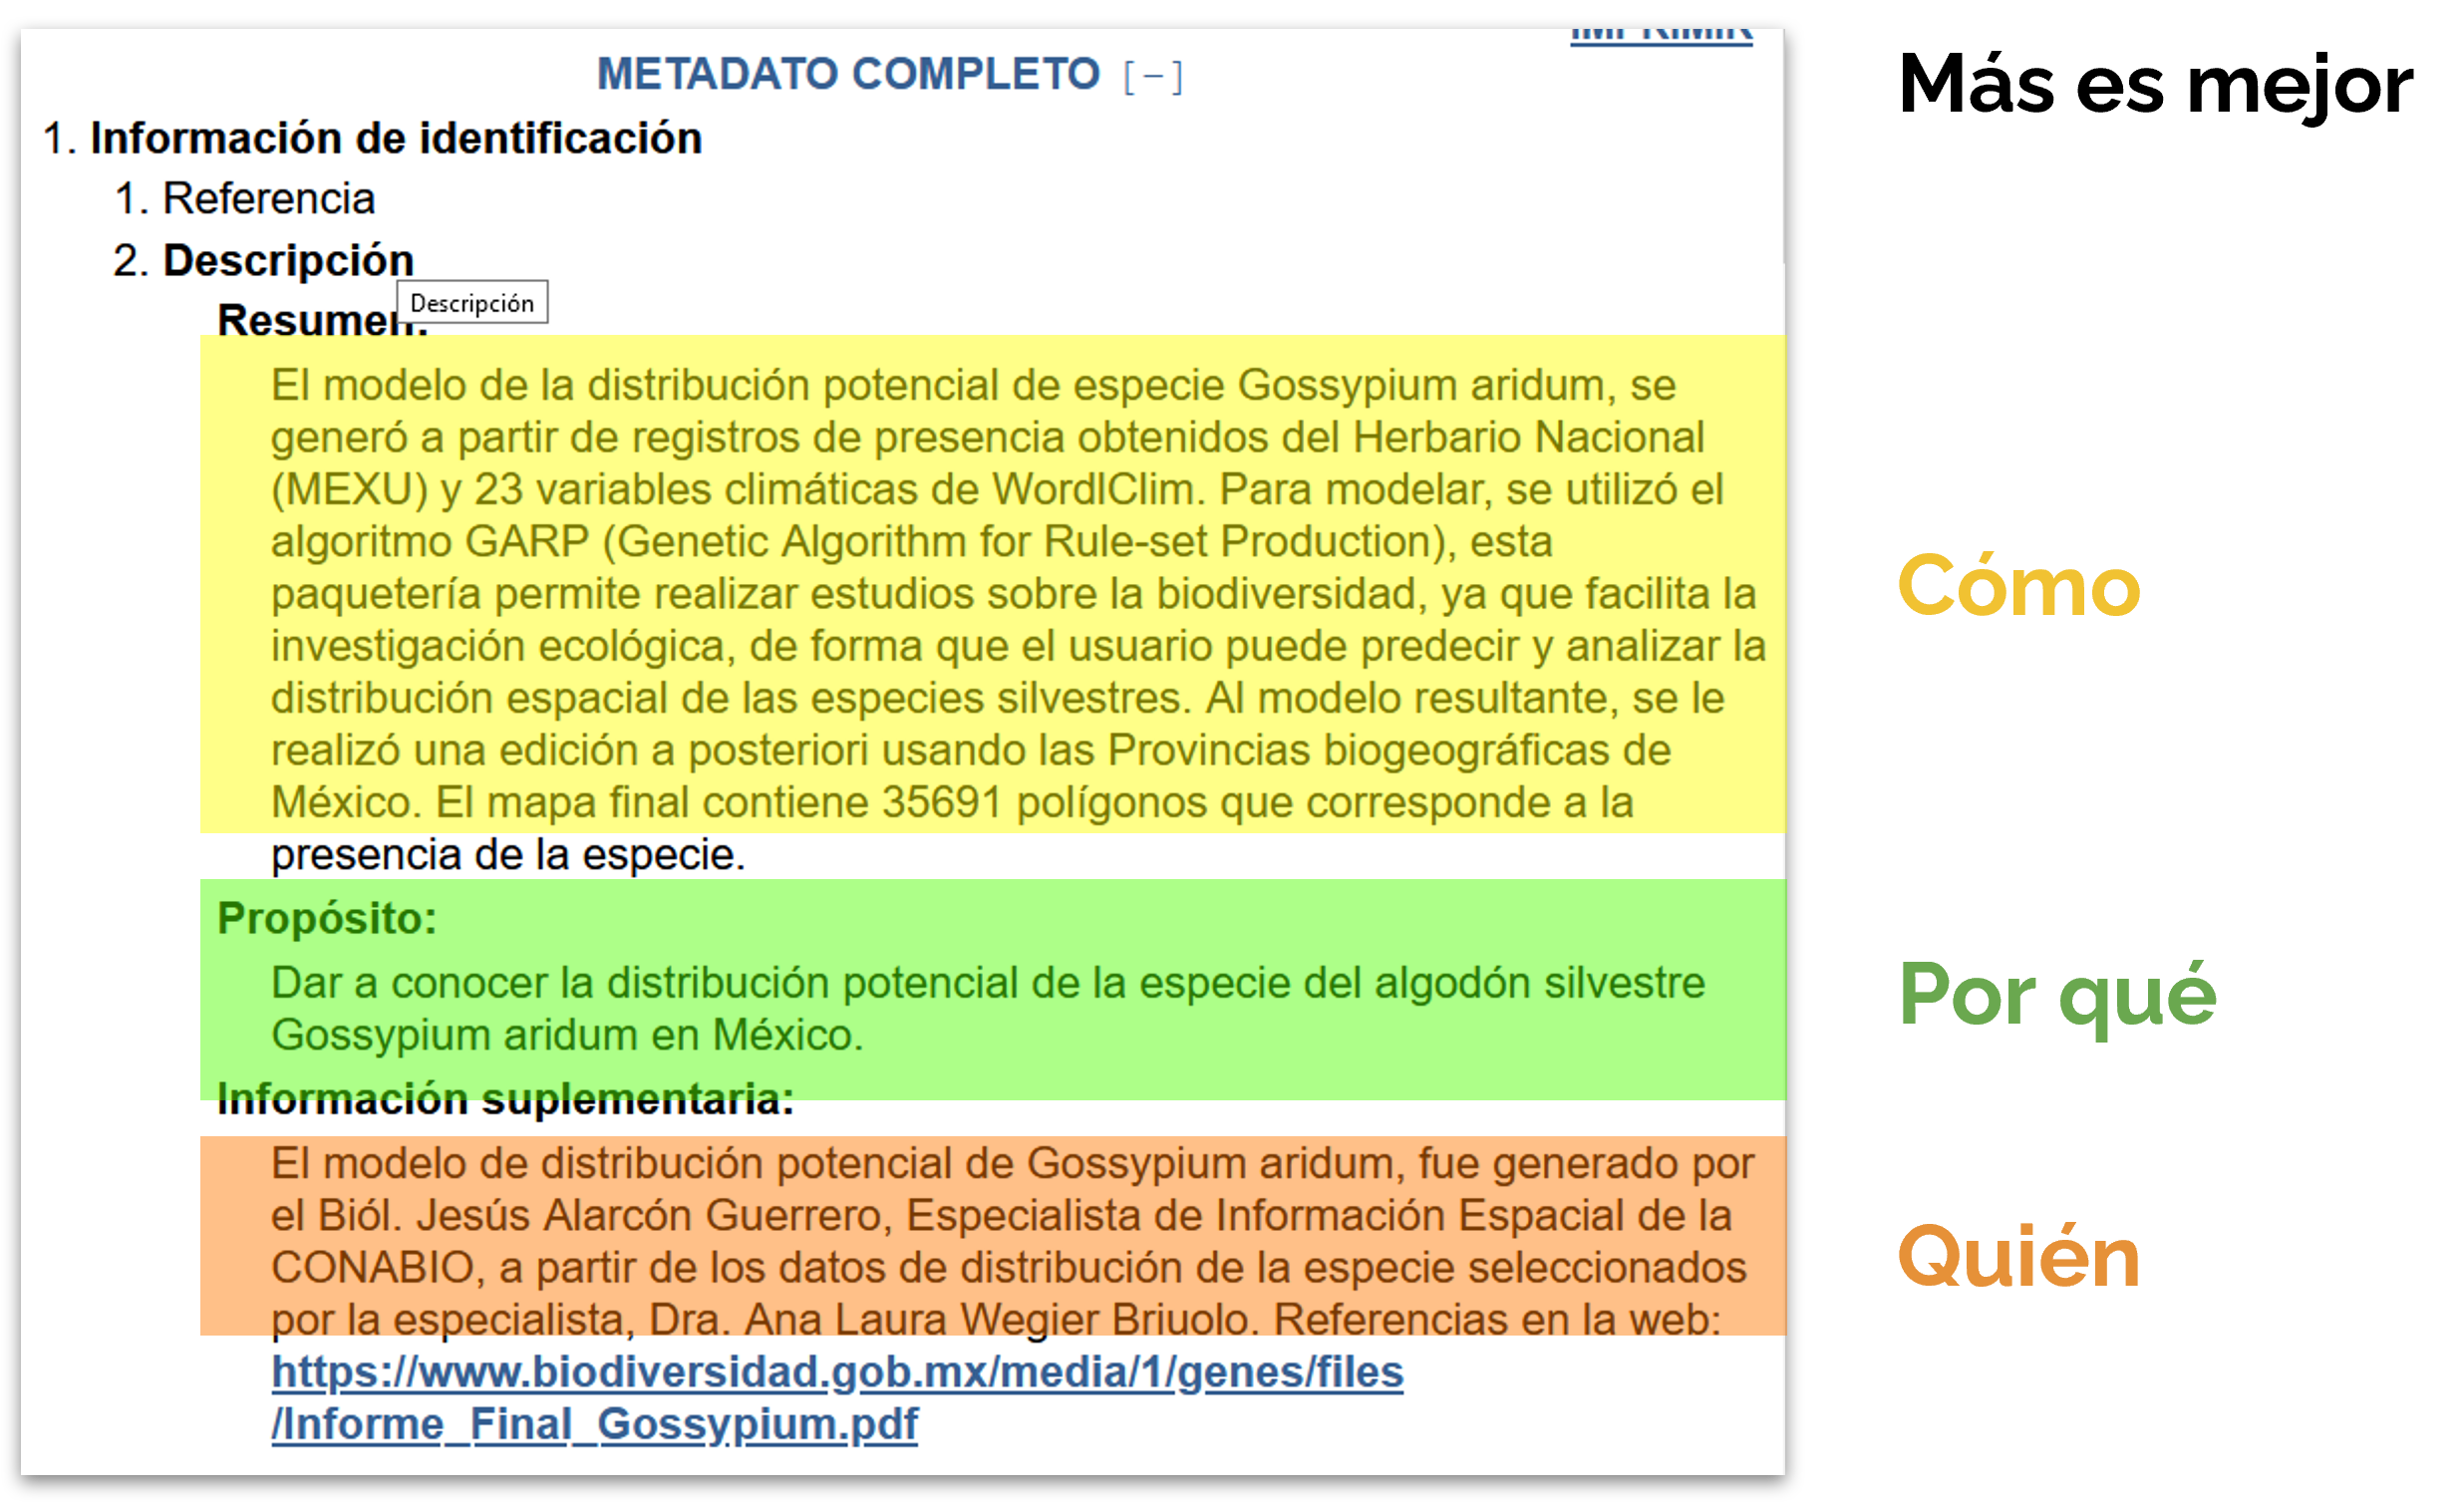 IMPRIMIR
METADATO COMPLETO [−]
Más es mejor
1. Información de identificación
1. Referencia
2. Descripción
Descripción
Resumen:
El modelo de la distribución potencial de especie Gossypium aridum, se
generó a partir de registros de presencia obtenidos del Herbario Nacional
(MEXU) y 23 variables climáticas de WordlClim. Para modelar, se utilizó el
algoritmo GARP (Genetic Algorithm for Rule-set Production), esta
paquetería permite realizar estudios sobre la biodiversidad, ya que facilita la
investigación ecológica, de forma que el usuario puede predecir y analizar la
distribución espacial de las especies silvestres. Al modelo resultante, se le
realizó una edición a posteriori usando las Provincias biogeográficas de
México. El mapa final contiene 35691 polígonos que corresponde a la
presencia de la especie.
Cómo
Propósito:
Dar a conocer la distribución potencial de la especie del algodón silvestre
Gossypium aridum en México.
Por qué
Información suplementaria:
El modelo de distribución potencial de Gossypium aridum, fue generado por
el Biól. Jesús Alarcón Guerrero, Especialista de Información Espacial de la
CONABIO, a partir de los datos de distribución de la especie seleccionados
por la especialista, Dra. Ana Laura Wegier Briuolo. Referencias en la web:
https://www.biodiversidad.gob.mx/media/1/genes/files
/Informe_Final_Gossypium.pdf
Quién